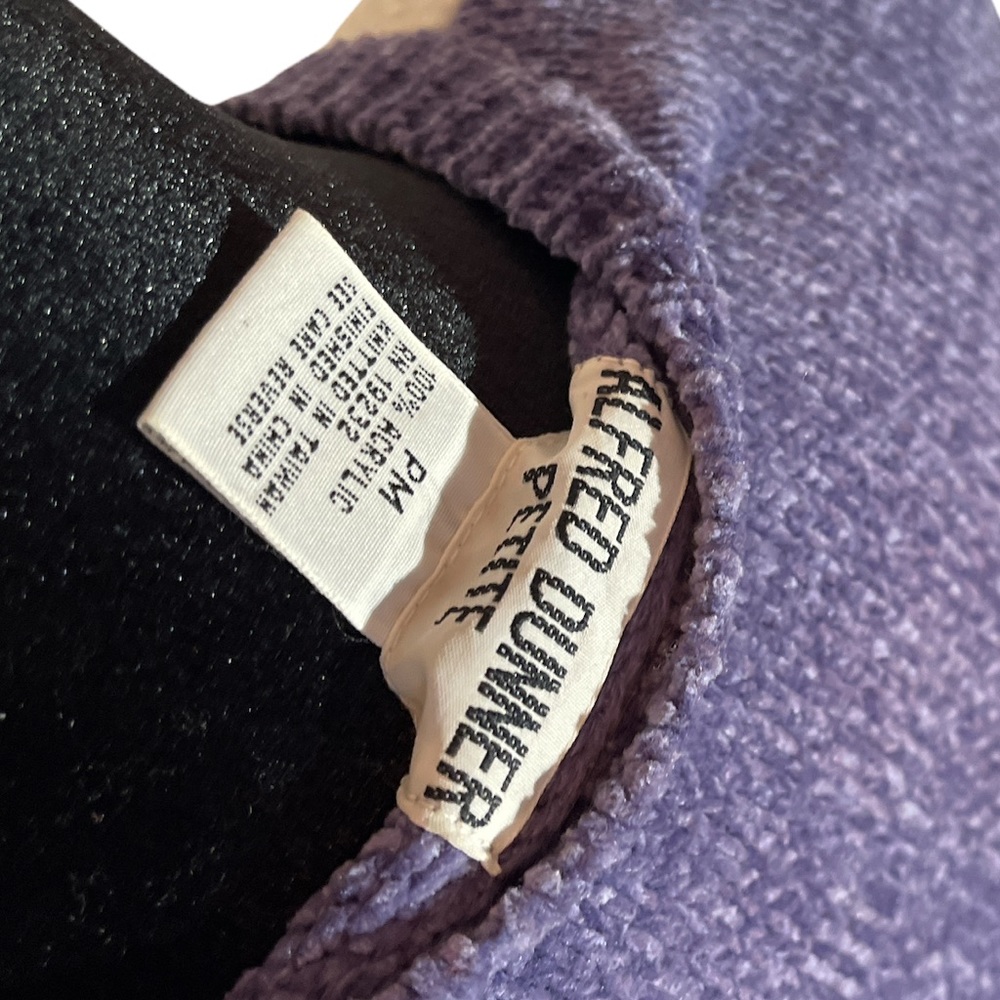 ALFRED DUNNER
PETITE
PM
100% ACRYLIC
RN 19232
KNITTED IN TAIWAN
FINISHED IN CHINA
SEE CARE REVERSE